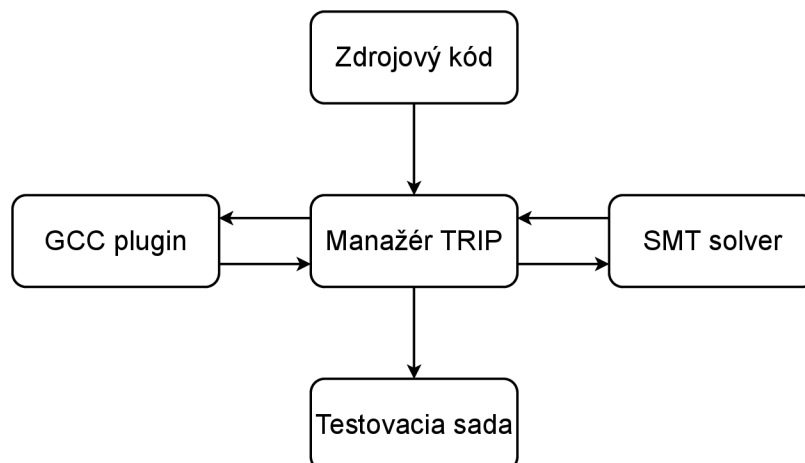 Zdrojový kód
GCC plugin
Manažér TRIP
SMT solver
Testovacia sada